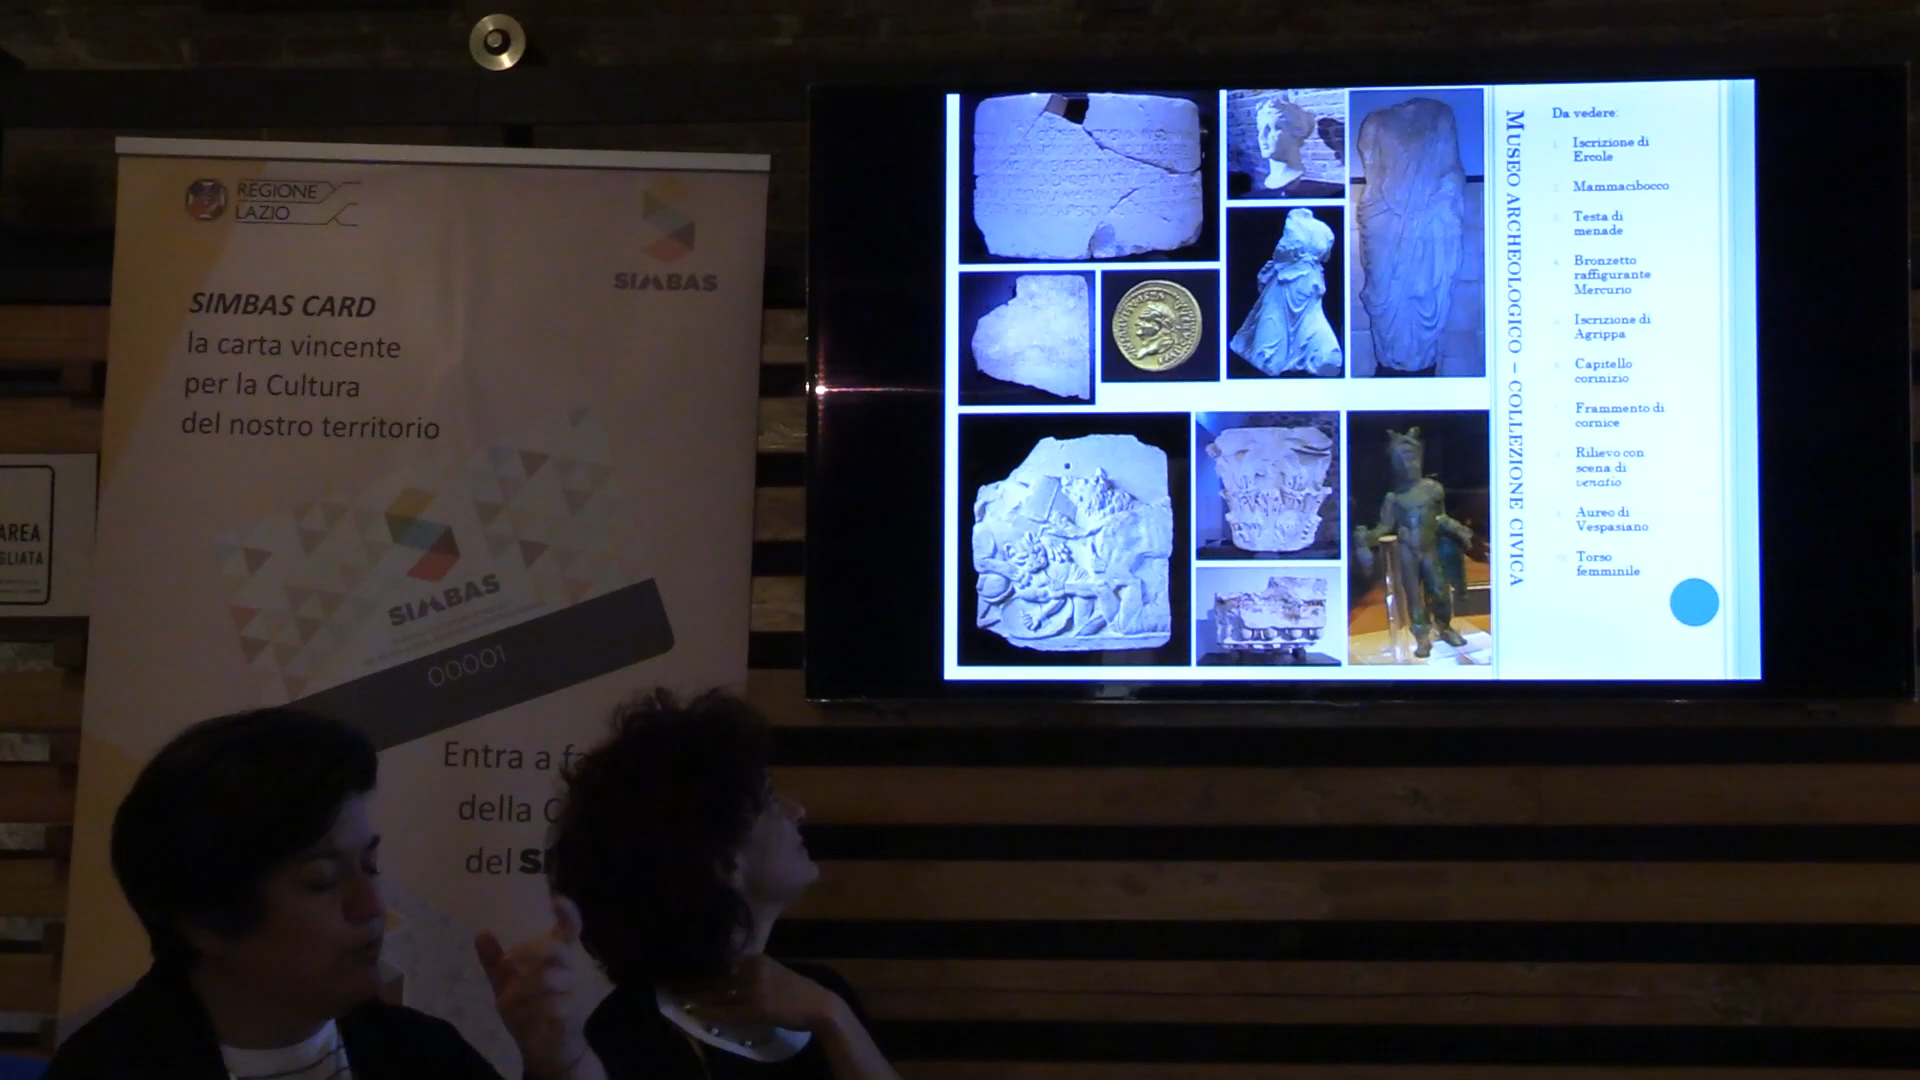 REGIONE
LAZIO
SIMBAS
SIMBAS CARD
la carta vincente
per la Cultura
del nostro territorio
SIMBAS
00001
Entra a fa
della C
del SI
AREA
GLIATA
MUSEO ARCHEOLOGICO – COLLEZIONE CIVICA
Da vedere:
Iscrizione di
Ercole
Mammacibocco
Testa di
menade
Bronzetto
raffigurante
Mercurio
Iscrizione di
Agrippa
Capitello
corinizio
Frammento di
cornice
Rilievo con
scena di
venatio
Aureo di
Vespasiano
Torso
femminile